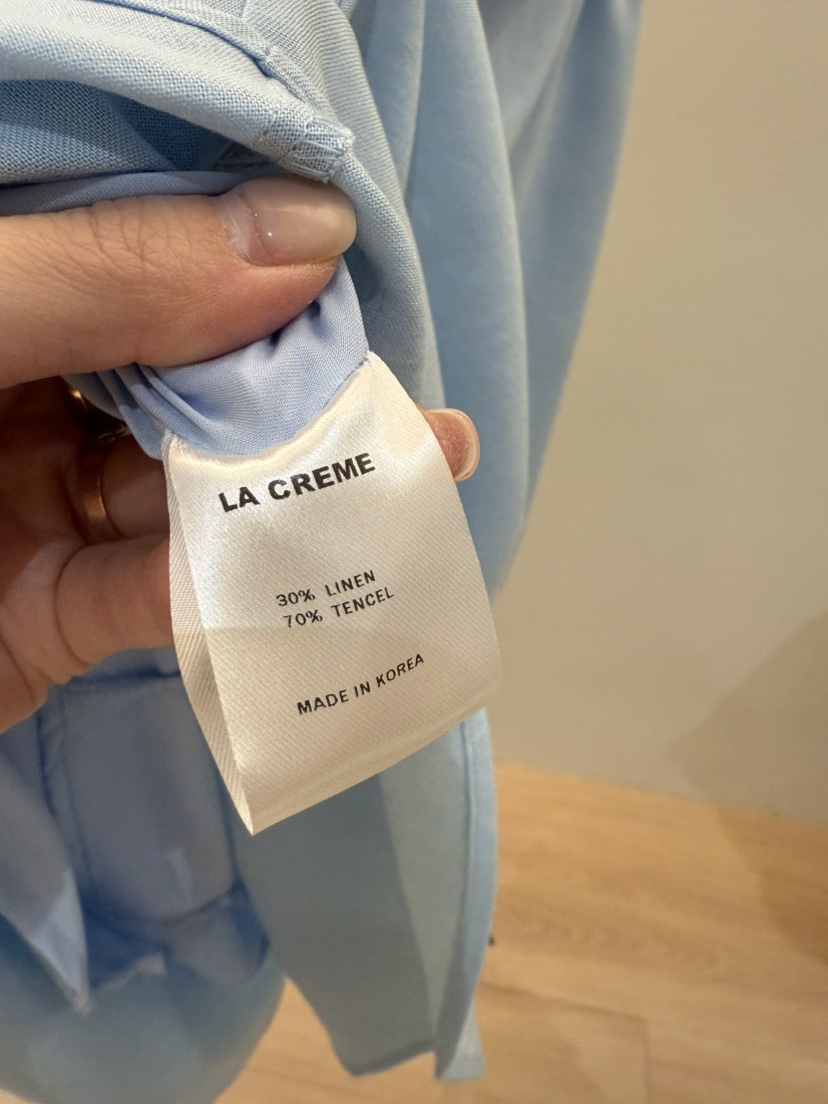 LA CREME
30% LINEN
70% TENCEL
MADE IN KOREA